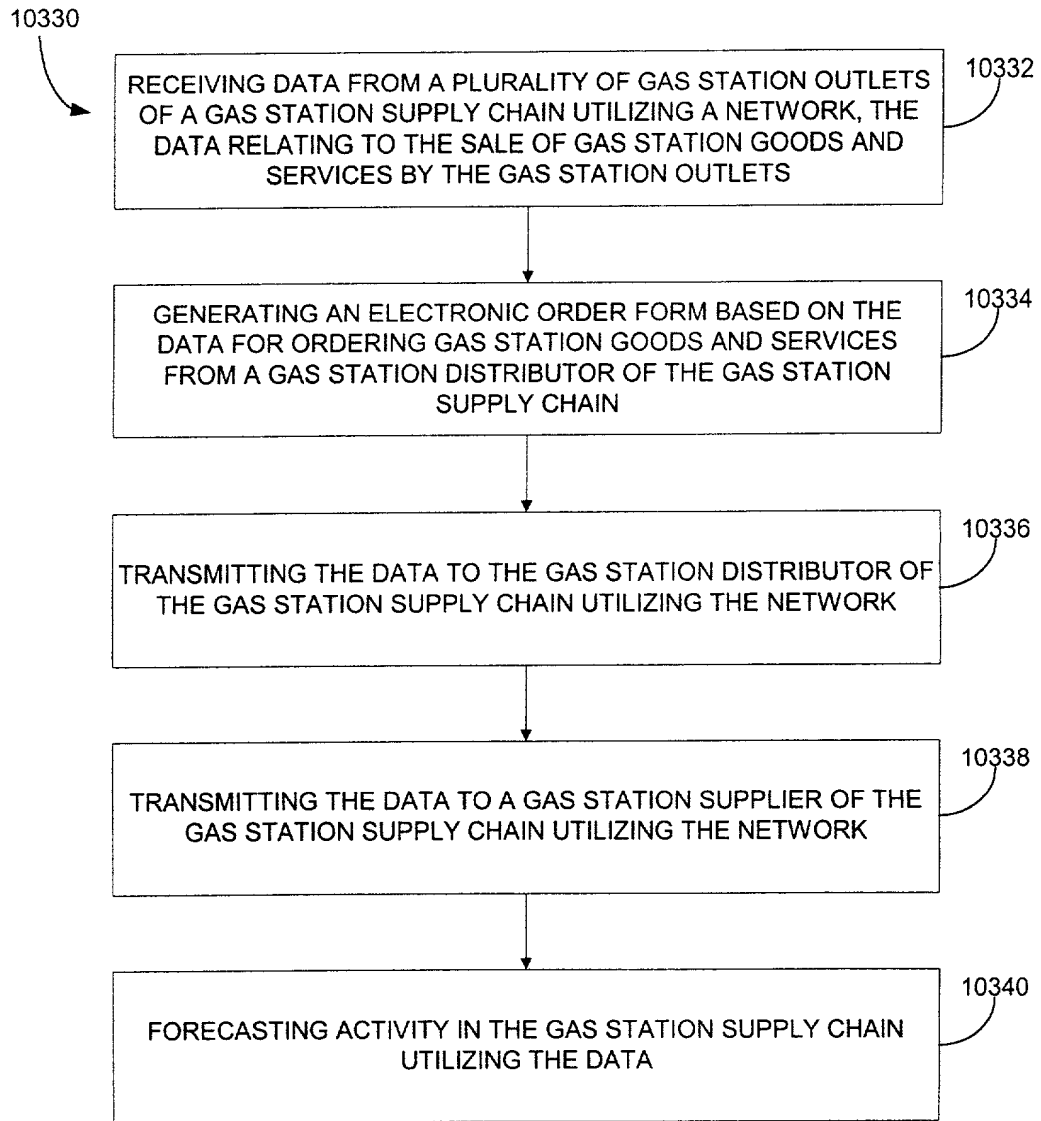 10330
RECEIVING DATA FROM A PLURALITY OF GAS STATION OUTLETS
OF A GAS STATION SUPPLY CHAIN UTILIZING A NETWORK, THE
DATA RELATING TO THE SALE OF GAS STATION GOODS AND
SERVICES BY THE GAS STATION OUTLETS
10332
GENERATING AN ELECTRONIC ORDER FORM BASED ON THE
DATA FOR ORDERING GAS STATION GOODS AND SERVICES
FROM A GAS STATION DISTRIBUTOR OF THE GAS STATION
SUPPLY CHAIN
10334
TRANSMITTING THE DATA TO THE GAS STATION DISTRIBUTOR OF
THE GAS STATION SUPPLY CHAIN UTILIZING THE NETWORK
10336
TRANSMITTING THE DATA TO A GAS STATION SUPPLIER OF THE
GAS STATION SUPPLY CHAIN UTILIZING THE NETWORK
10338
FORECASTING ACTIVITY IN THE GAS STATION SUPPLY CHAIN
UTILIZING THE DATA
10340